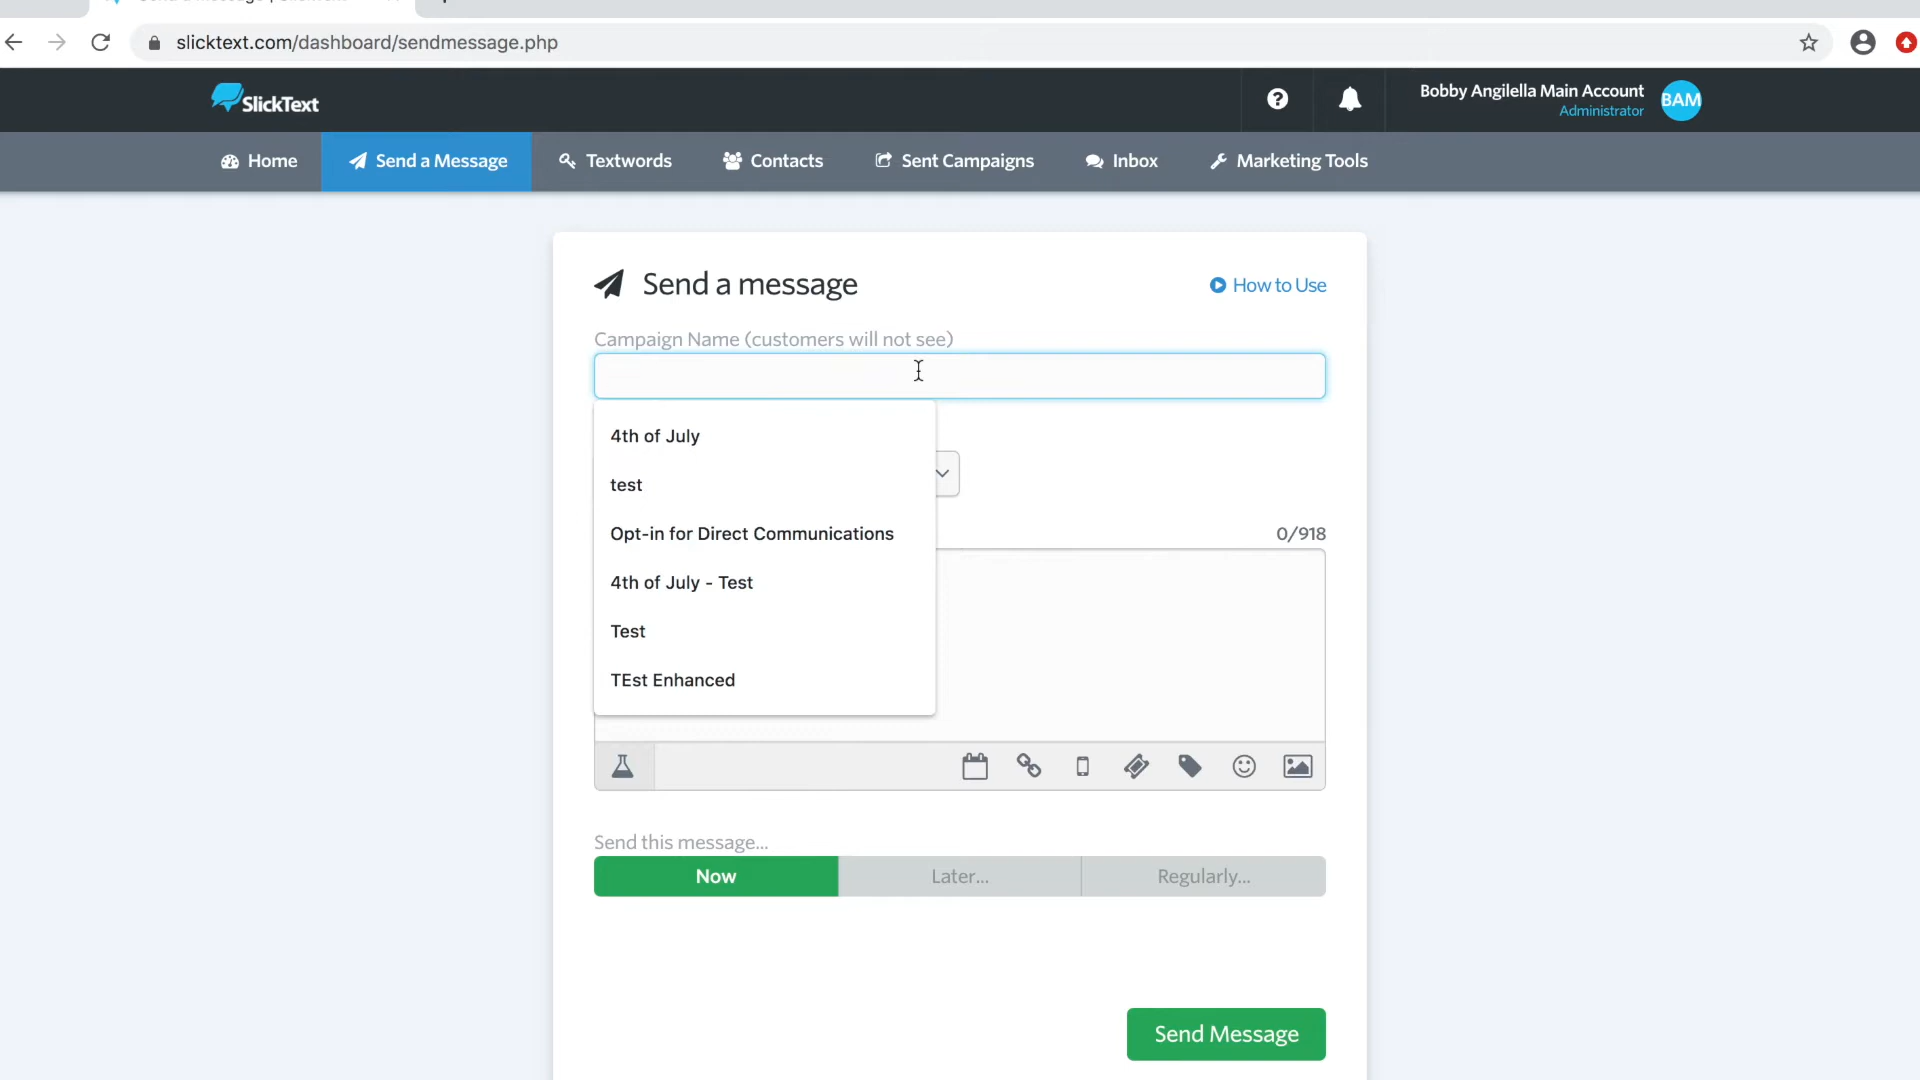 slicktext.com/dashboard/sendmessage.php
SlickText
Bobby Angilella Main Account
Administrator
BAM
Home
Send a Message
Textwords
Contacts
Sent Campaigns
Inbox
Marketing Tools
Send a message
How to Use
Campaign Name (customers will not see)
4th of July
test
Opt-in for Direct Communications
0/918
4th of July - Test
Test
TEst Enhanced
Send this message...
Now
Later...
Regularly...
Send Message